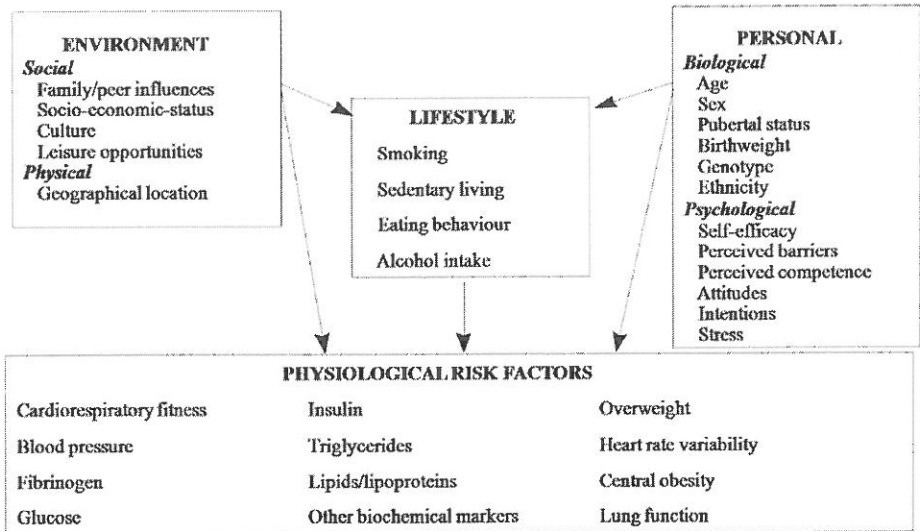 ENVIRONMENT
Social
Family/peer influences
Socio-economic-status
Culture
Leisure opportunities
Physical
Geographical location
LIFESTYLE
Smoking
Sedentary living
Eating behaviour
Alcohol intake
PERSONAL
Biological
Age
Sex
Pubertal status
Birthweight
Genotype
Ethnicity
Psychological
Self-efficacy
Perceived barriers
Perceived competence
Attitudes
Intentions
Stress
PHYSIOLOGICAL RISK FACTORS
Cardiorespiratory fitness Insulin Overweight
Blood pressure Triglycerides Heart rate variability
Fibrinogen Lipids/lipoproteins Central obesity
Glucose Other biochemical markers Lung function